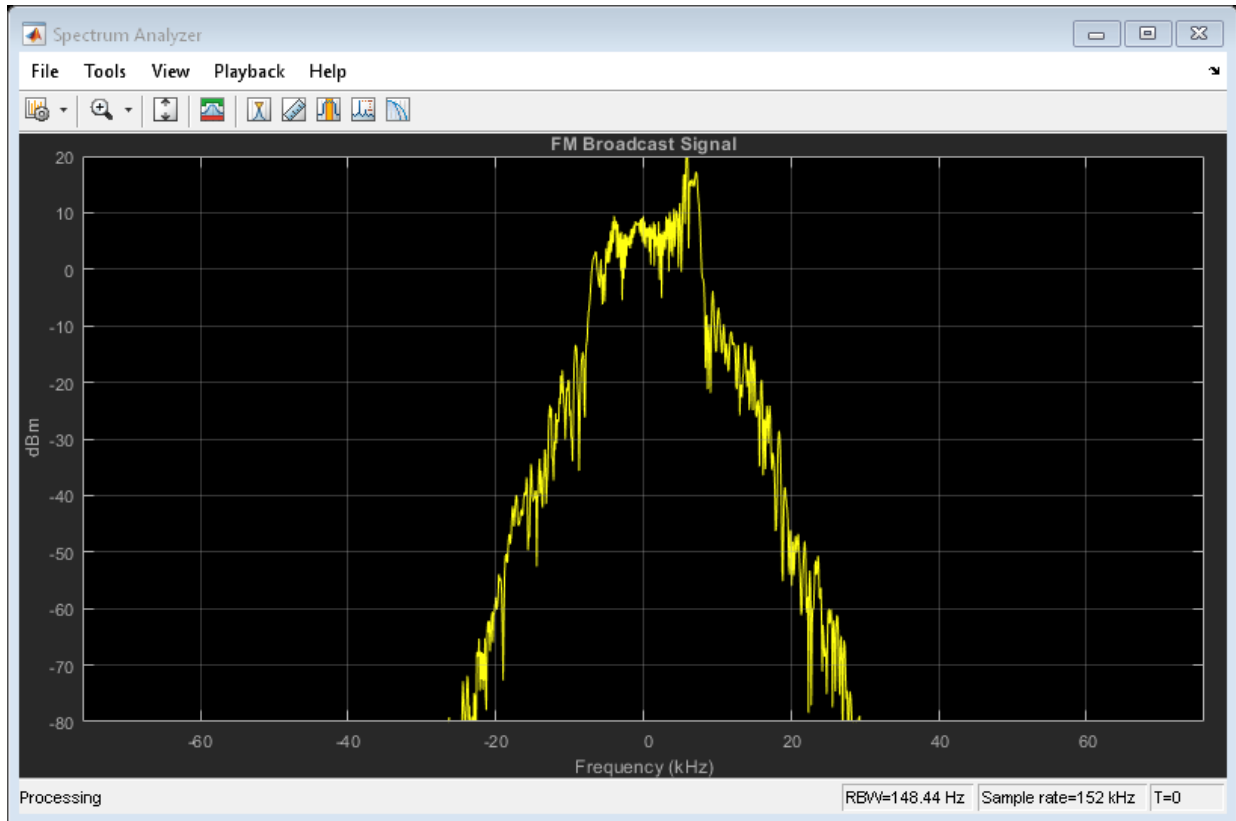 Spectrum Analyzer
File Tools View Playback Help
FM Broadcast Signal
20
10
0
-10
-20
-30
-40
-50
-60
-70
-80
dBm
-60 -40 -20 0 20 40 60
Frequency (kHz)
Processing RBW=148.44 Hz Sample rate=152 kHz T=0